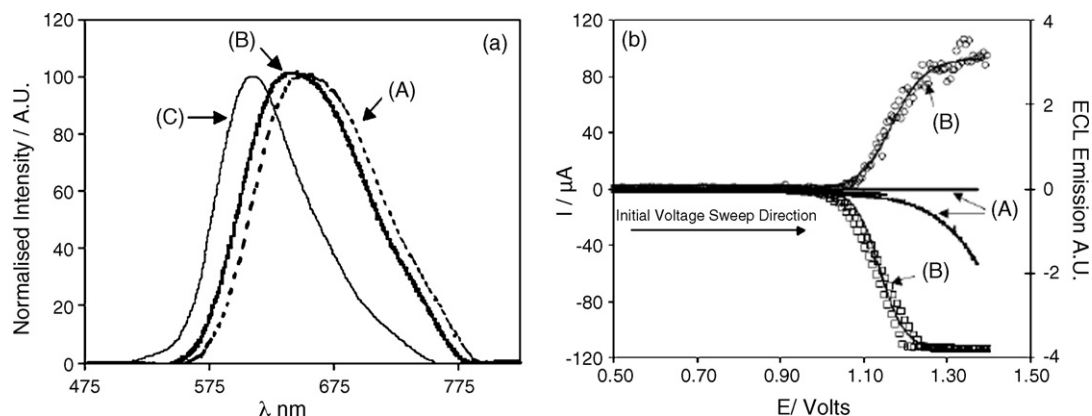 (a)
Normalised Intensity / A.U.
120
100
80
60
40
20
0
475
575
675
775
λ nm
(A)
(B)
(C)
(b)
I / µA
120
80
40
0
-40
-80
-120
0.50
0.70
0.90
1.10
1.30
1.50
E/ Volts
4
2
0
-2
-4
ECL Emission A.U.
(B)
(A)
(B)
Initial Voltage Sweep Direction